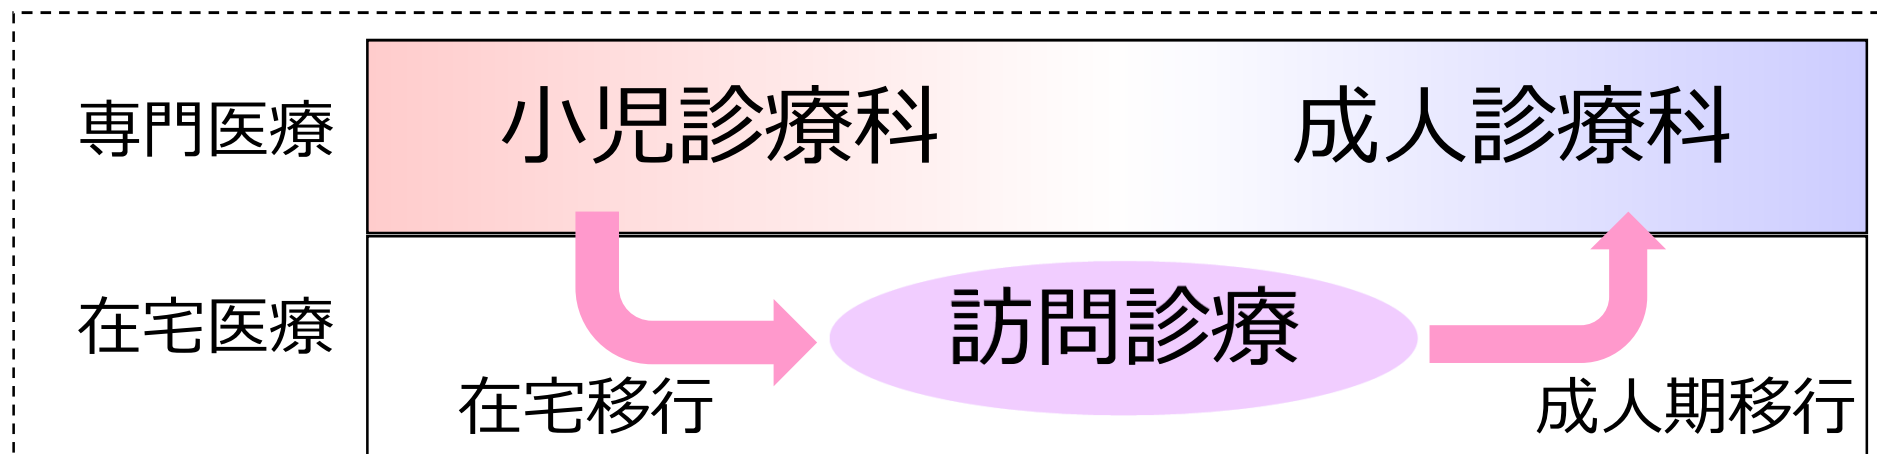 専門医療
小児診療科
成人診療科
在宅医療
訪問診療
在宅移行
成人期移行